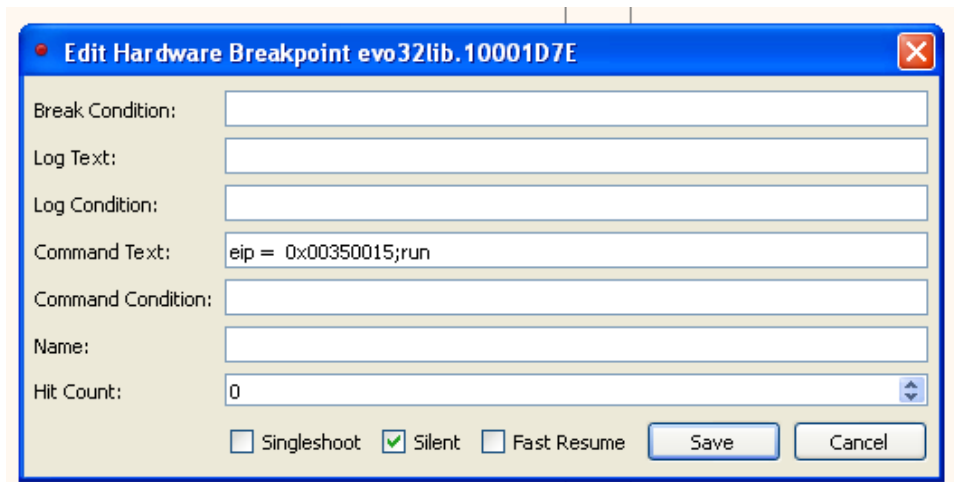 Edit Hardware Breakpoint evo32lib.10001D7E
Break Condition:
Log Text:
Log Condition:
Command Text: eip =  0x00350015;run
Command Condition:
Name:
Hit Count: 0
Singleshoot Silent Fast Resume Save Cancel